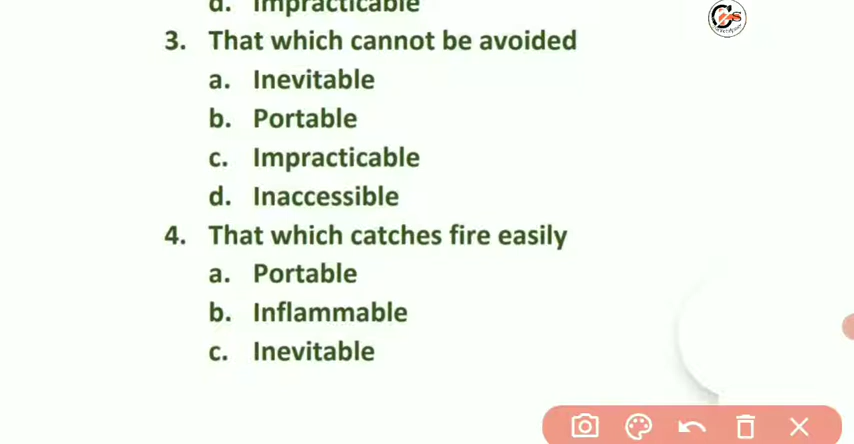 d. Impracticable
3. That which cannot be avoided
a. Inevitable
b. Portable
c. Impracticable
d. Inaccessible
4. That which catches fire easily
a. Portable
b. Inflammable
c. Inevitable